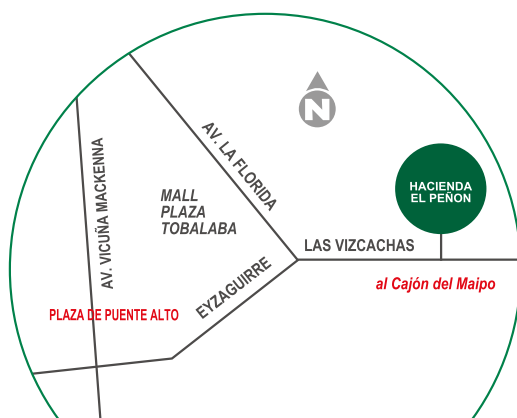 N
AV. LA FLORIDA
AV. VICUÑA MACKENNA
HACIENDA
EL PEÑON
MALL
PLAZA
TOBALABA
LAS VIZCACHAS
EYZAGUIRRE
al Cajón del Maipo
PLAZA DE PUENTE ALTO